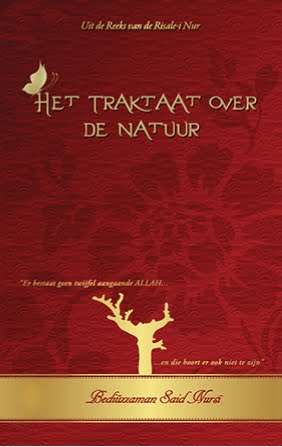 Uit de Reeks van de Risale-i Nur
HET TRAKTAAT OVER
DE NATUUR
"Er bestaat geen twijfel aangaande ALLAH...
...en die hoort er ook niet te zijn"
Bediüzzaman Said Nursî